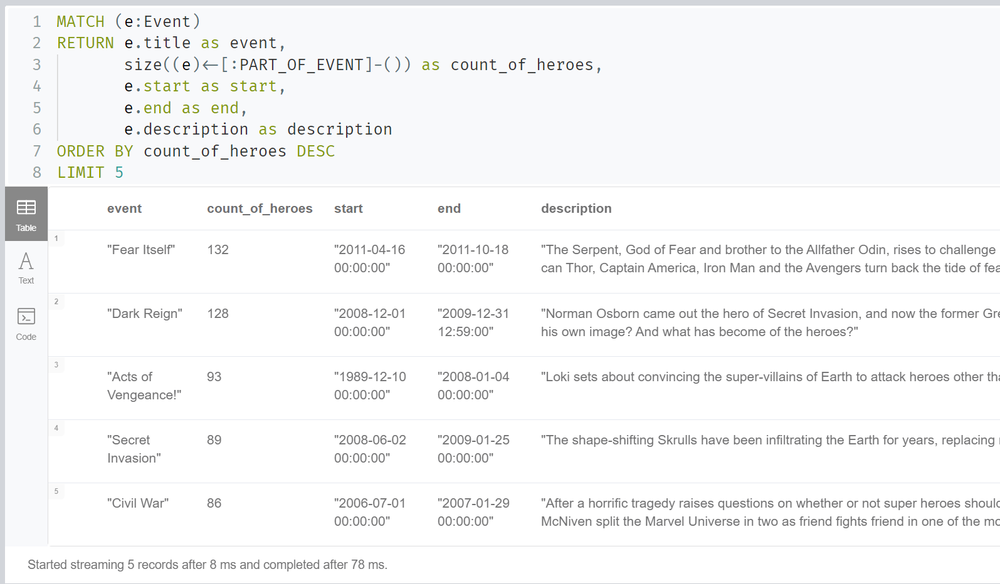 1 MATCH (e:Event)
2 RETURN e.title as event,
3 size((e)<-[:PART_OF_EVENT]-()) as count_of_heroes,
4 e.start as start,
5 e.end as end,
6 e.description as description
7 ORDER BY count_of_heroes DESC
8 LIMIT 5
Table
Text
Code
event count_of_heroes start end description
1
"Fear Itself" 132 "2011-04-16 "2011-10-18 "The Serpent, God of Fear and brother to the Allfather Odin, rises to challenge
00:00:00" 00:00:00" can Thor, Captain America, Iron Man and the Avengers turn back the tide of
2
"Dark Reign" 128 "2008-12-01 "2009-12-31 "Norman Osborn came out the hero of Secret Invasion, and now the former
00:00:00" 12:59:00" his own image? And what has become of the heroes?"
3
"Acts of 93 "1989-12-10 "2008-01-04 "Loki sets about convincing the super-villains of Earth to attack heroes other
Vengeance!" 00:00:00" 00:00:00"
4
"Secret 89 "2008-06-02 "2009-01-25 "The shape-shifting Skrulls have been infiltrating the Earth for years, replacing
Invasion" 00:00:00" 00:00:00"
5
"Civil War" 86 "2006-07-01 "2007-01-29 "After a horrific tragedy raises questions on whether or not super heroes
00:00:00" 00:00:00" McNiven split the Marvel Universe in two as friend fights friend in one of the
Started streaming 5 records after 8 ms and completed after 78 ms.